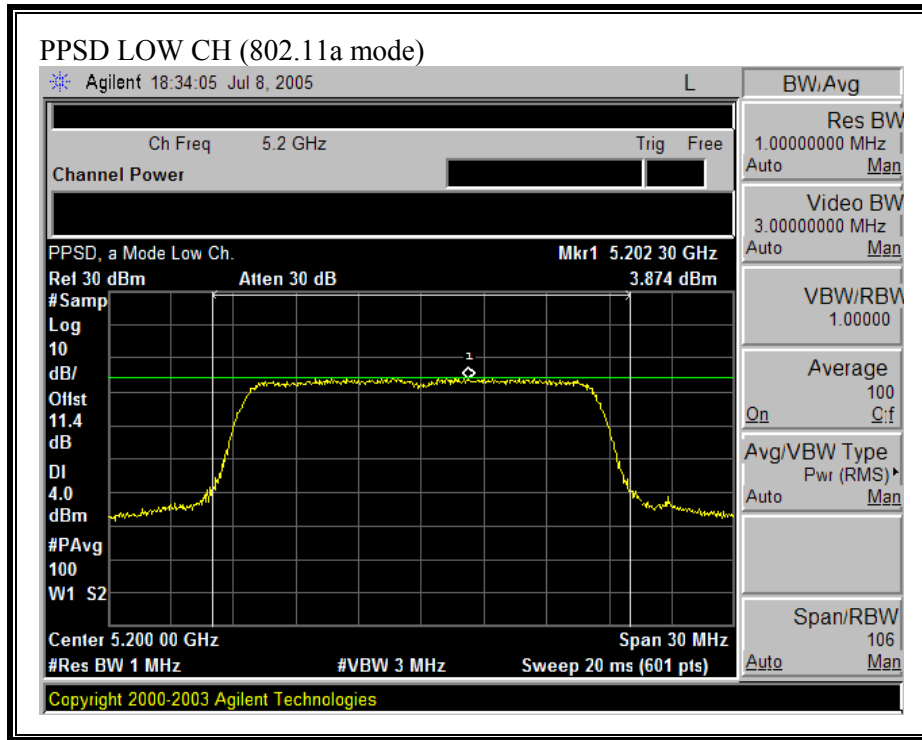 PPSD LOW CH (802.11a mode)
Agilent 18:34:05 Jul 8, 2005 L
BW/Avg
Ch Freq 5.2 GHz Trig Free
Channel Power
Res BW
1.00000000 MHz
Auto Man
Video BW
3.00000000 MHz
Auto Man
VBW/RBW
1.00000
Average
100
On Off
Avg/VBW Type
Pwr (RMS)
Auto Man
Span/RBW
106
Auto Man
PPSD, a Mode Low Ch. Mkr1 5.202 30 GHz
Ref 30 dBm Atten 30 dB 3.874 dBm
#Samp
Log
10
dB/
Offst
11.4
dB
DI
4.0
dBm
#PAvg
100
W1 S2
1
Center 5.200 00 GHz Span 30 MHz
#Res BW 1 MHz #VBW 3 MHz Sweep 20 ms (601 pts)
Copyright 2000-2003 Agilent Technologies